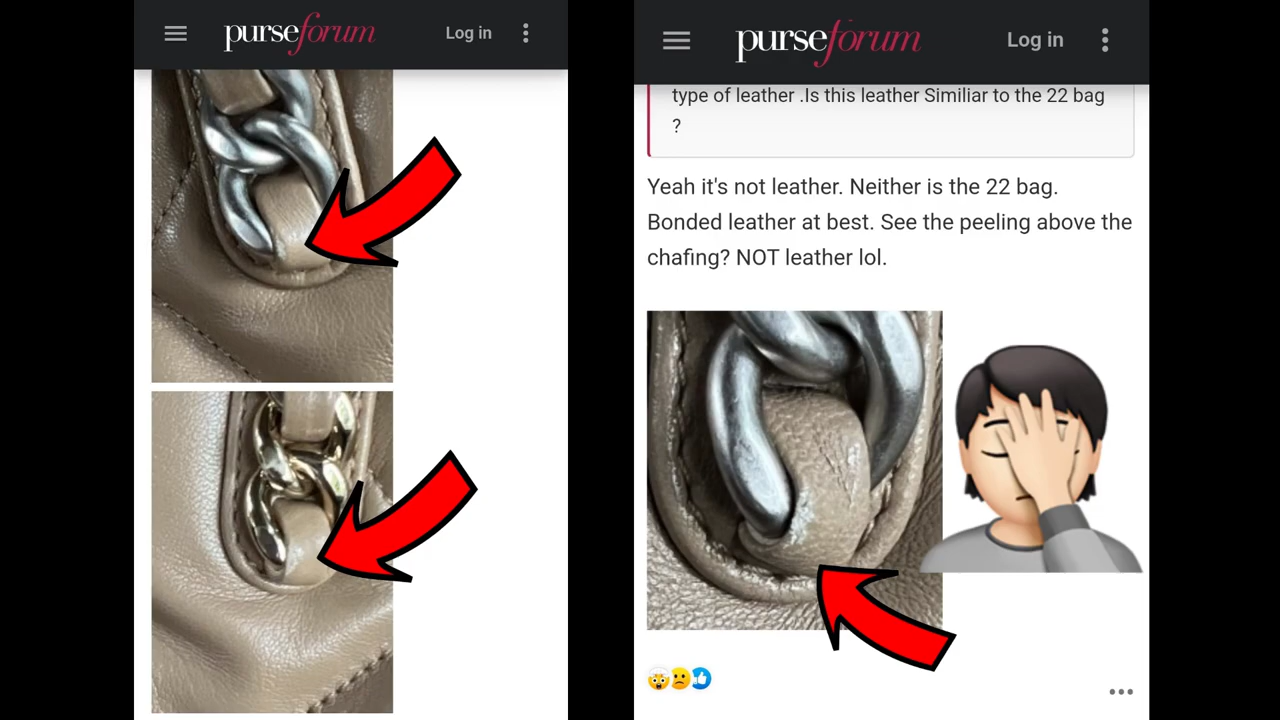 purseforum
Log in
purseforum
Log in
type of leather .Is this leather Similiar to the 22 bag
?
Yeah it's not leather. Neither is the 22 bag.
Bonded leather at best. See the peeling above the
chafing? NOT leather lol.